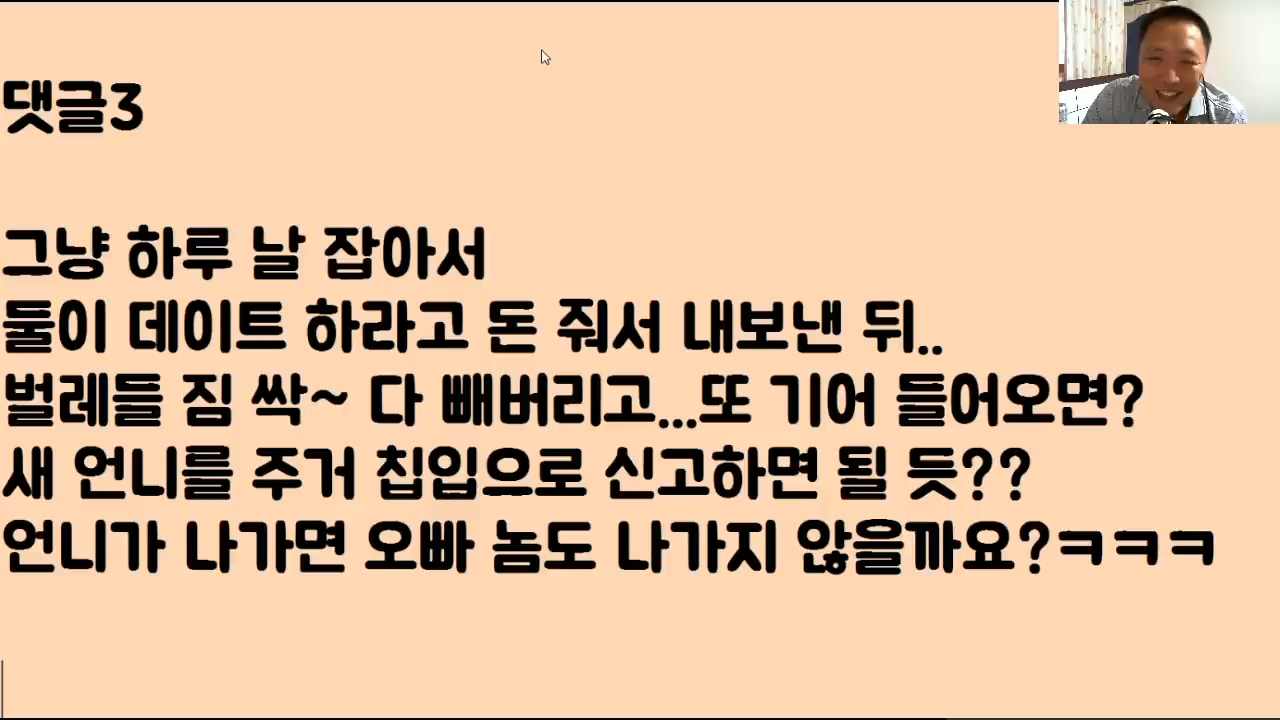 댓글3
그냥 하루 날 잡아서
둘이 데이트 하라고 돈 줘서 내보낸 뒤..
벌레들 짐 싹~ 다 빼버리고...또 기어 들어오면?
새 언니를 주거 칩입으로 신고하면 될 듯??
언니가 나가면 오빠 놈도 나가지 않을까요?ㅋㅋㅋ